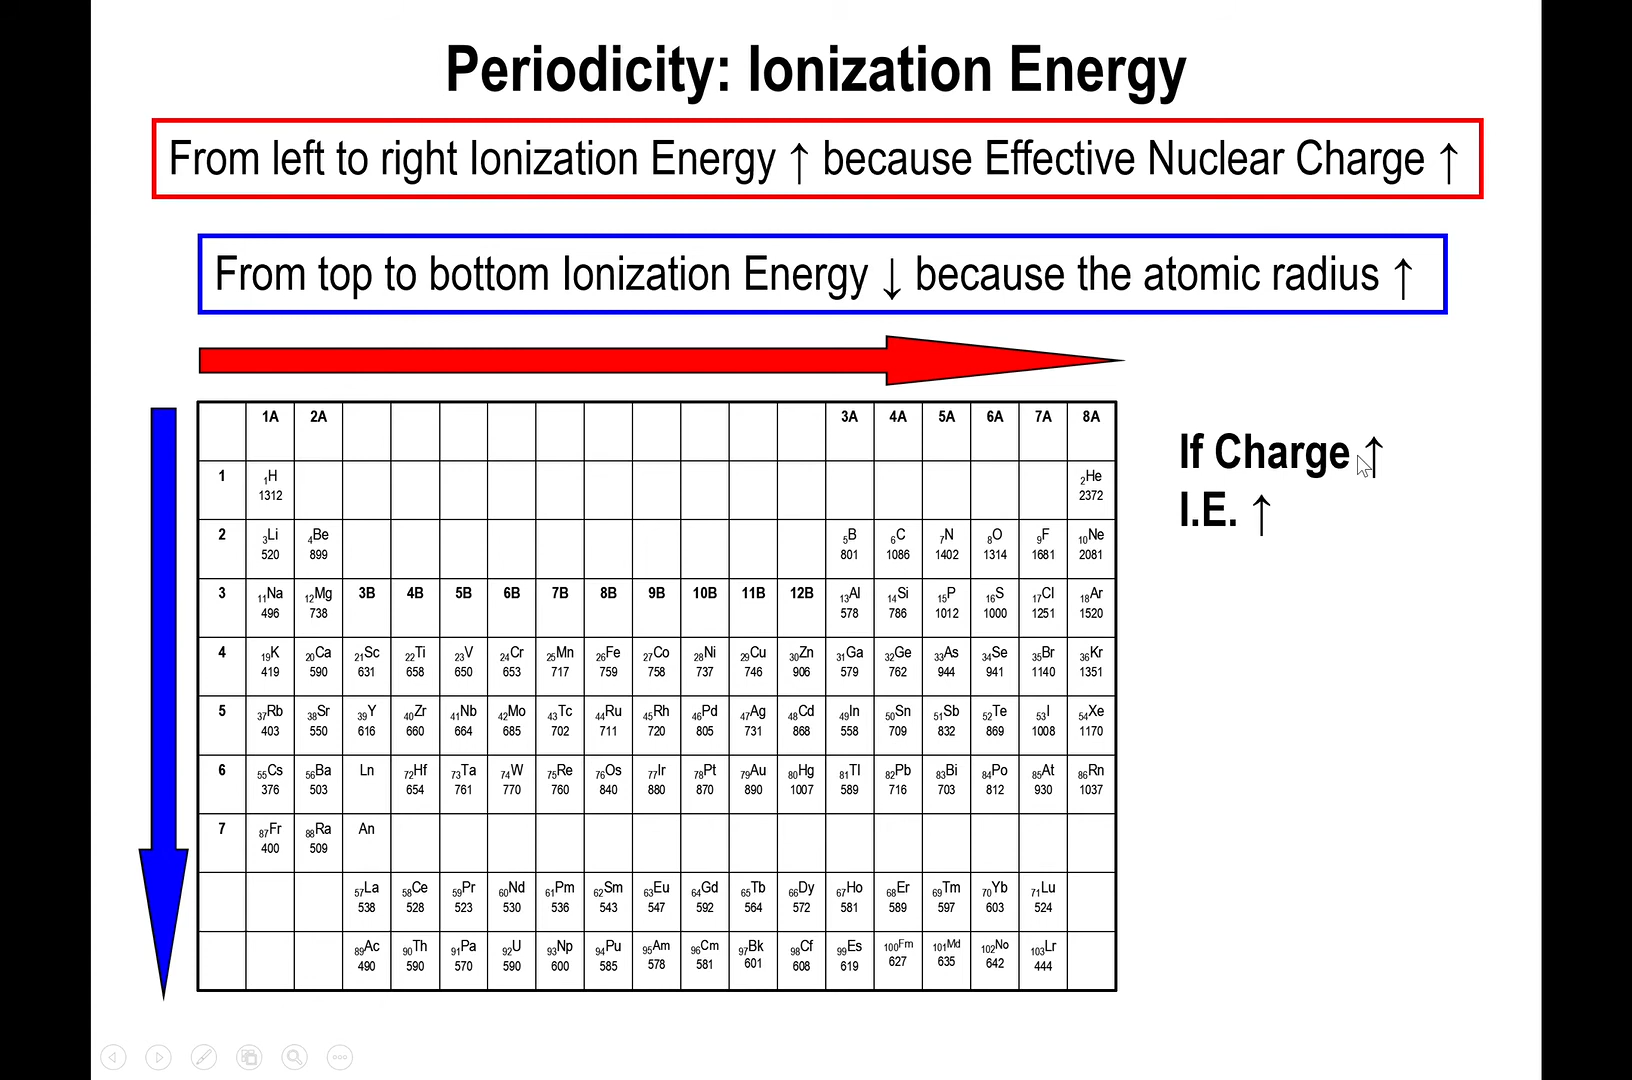 Periodicity: Ionization Energy
From left to right Ionization Energy ↑ because Effective Nuclear Charge ↑
From top to bottom Ionization Energy ↓ because the atomic radius ↑
If Charge ↑
I.E. ↑
1A 2A 3A 4A 5A 6A 7A 8A
1 1H 2He
1312 2372
2 3Li 4Be 5B 6C 7N 8O 9F 10Ne
520 899 801 1086 1402 1314 1681 2081
3 11Na 12Mg 3B 4B 5B 6B 7B 8B 9B 10B 11B 12B 13Al 14Si 15P 16S 17Cl 18Ar
496 738 578 786 1012 1000 1251 1520
4 19K 20Ca 21Sc 22Ti 23V 24Cr 25Mn 26Fe 27Co 28Ni 29Cu 30Zn 31Ga 32Ge 33As 34Se 35Br 36Kr
419 590 631 658 650 653 717 759 758 737 746 906 579 762 944 941 1140 1351
5 37Rb 38Sr 39Y 40Zr 41Nb 42Mo 43Tc 44Ru 45Rh 46Pd 47Ag 48Cd 49In 50Sn 51Sb 52Te 53I 54Xe
403 550 616 660 664 685 702 711 720 805 731 868 558 709 832 869 1008 1170
6 55Cs 56Ba Ln 72Hf 73Ta 74W 75Re 76Os 77Ir 78Pt 79Au 80Hg 81Tl 82Pb 83Bi 84Po 85At 86Rn
376 503 654 761 770 760 840 880 870 890 1007 589 716 703 812 930 1037
7 87Fr 88Ra An
400 509
57La 58Ce 59Pr 60Nd 61Pm 62Sm 63Eu 64Gd 65Tb 66Dy 67Ho 68Er 69Tm 70Yb 71Lu
538 528 523 530 536 543 547 592 564 572 581 589 597 603 524
89Ac 90Th 91Pa 92U 93Np 94Pu 95Am 96Cm 97Bk 98Cf 99Es 100Fm 101Md 102No 103Lr
490 590 570 590 600 585 578 581 601 608 619 627 635 642 444